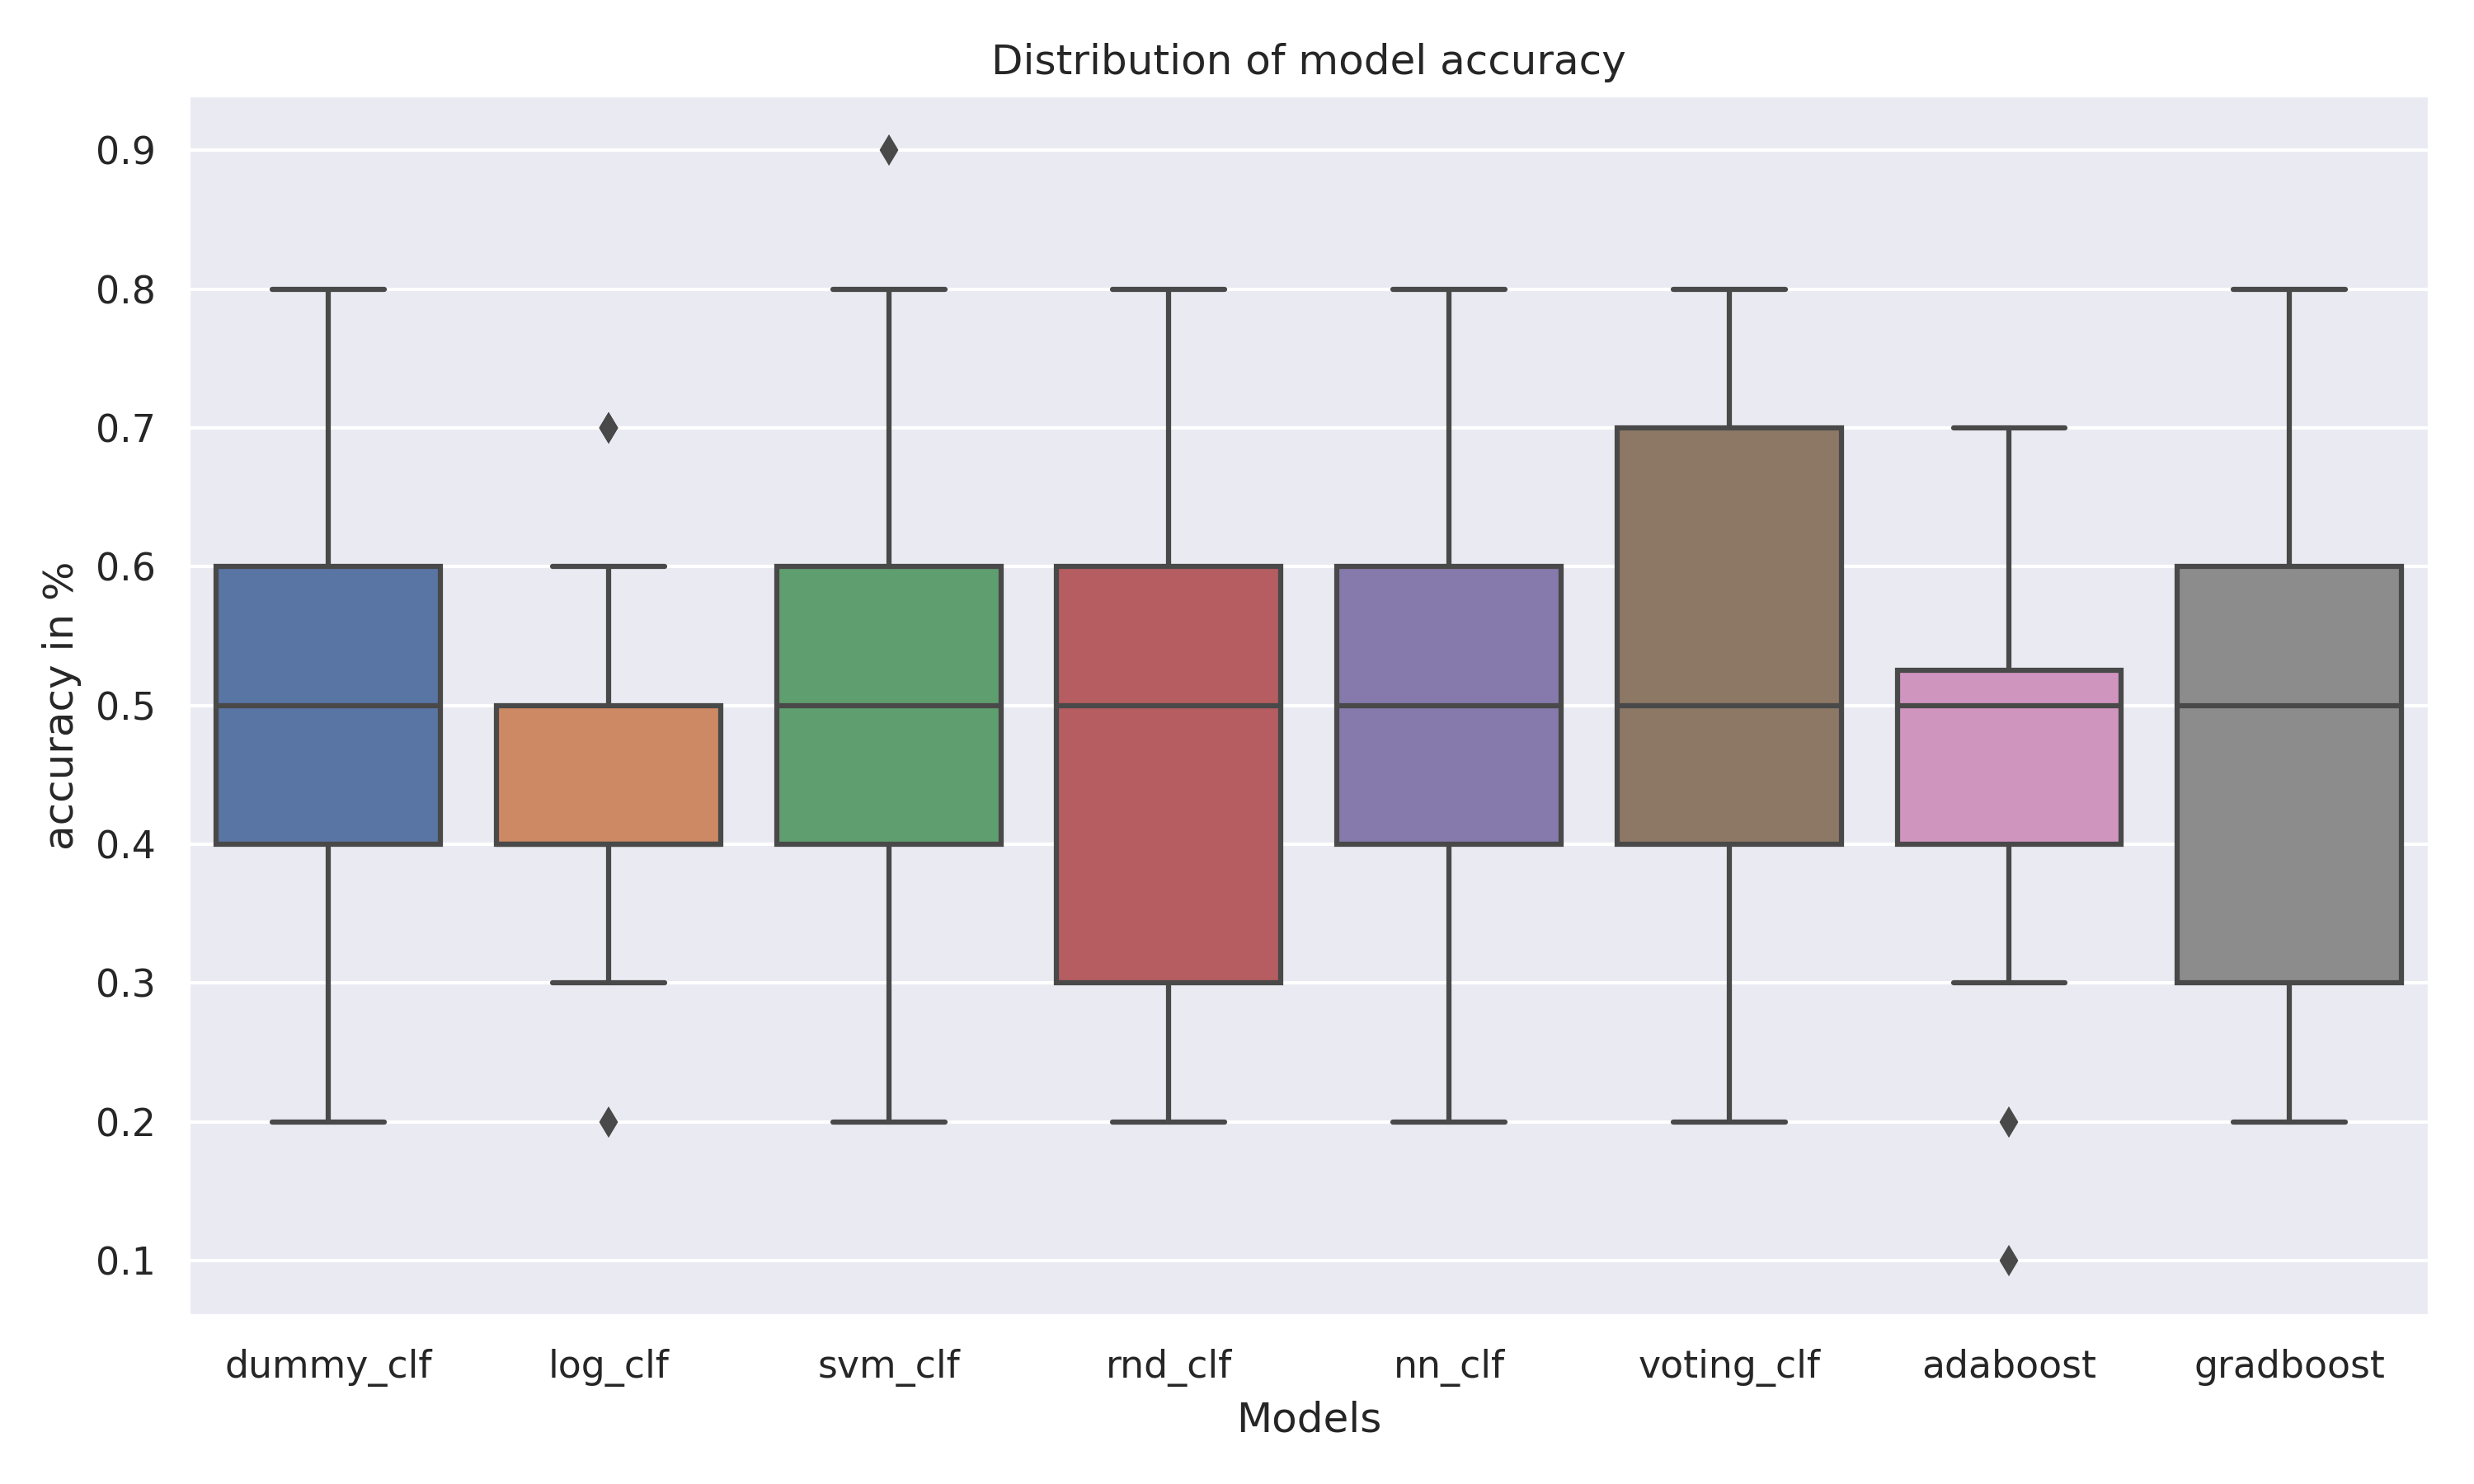 Distribution of model accuracy
accuracy in %
0.9
0.8
0.7
0.6
0.5
0.4
0.3
0.2
0.1
dummy_clf log_clf svm_clf rnd_clf nn_clf voting_clf adaboost gradboost
Models